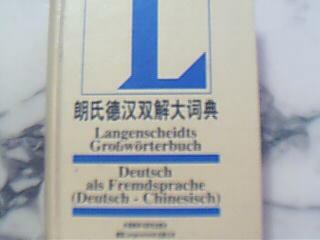 L
朗氏德汉双解大词典
Langenscheidts
Großwörterbuch
Deutsch
als Fremdsprache
(Deutsch - Chinesisch)